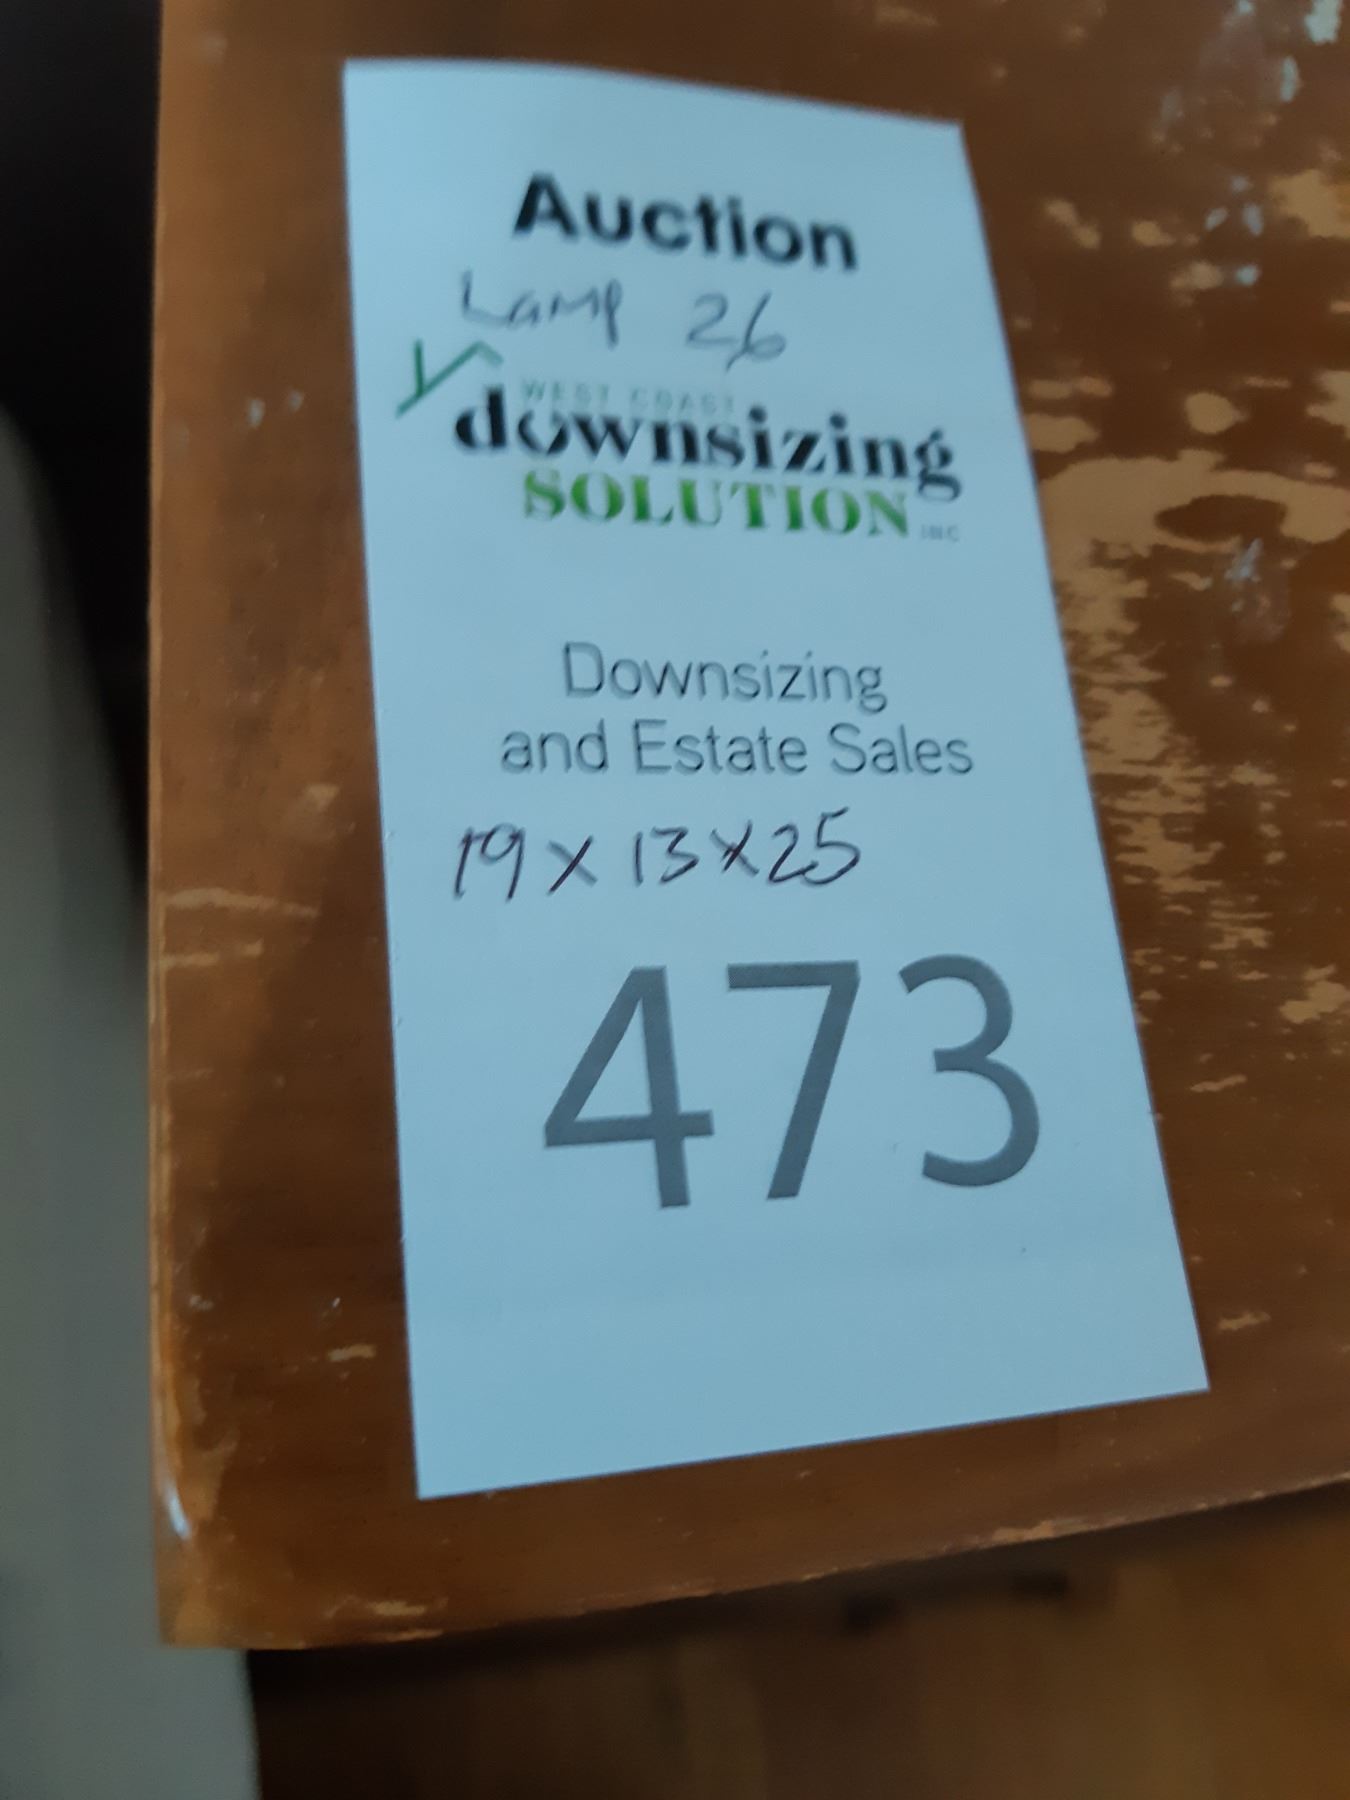 Auction
Lamp 26
WEST COAST
downsizing
SOLUTION INC
Downsizing
and Estate Sales
19 x 13 x 25
473